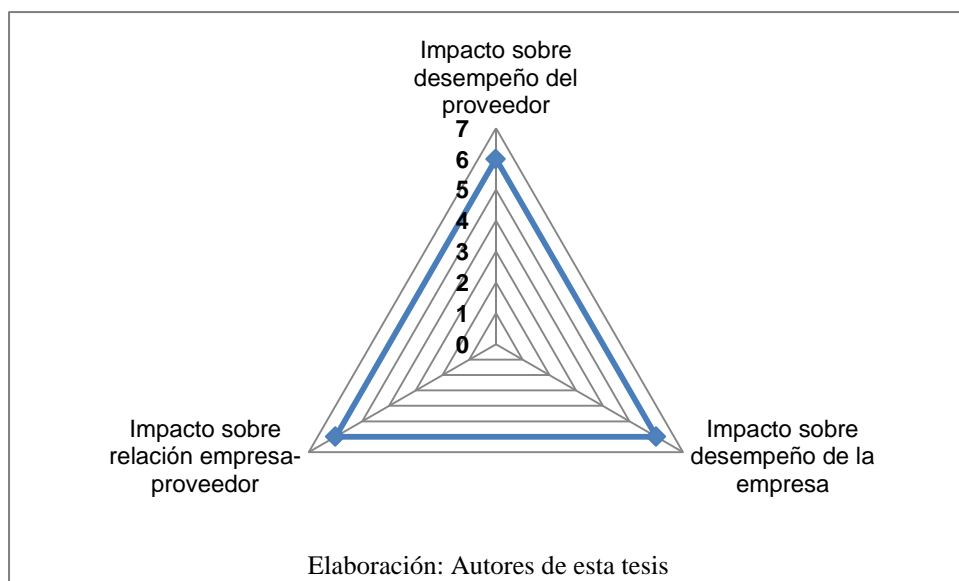 Impacto sobre
desempeño del
proveedor
7
6
5
4
3
2
1
0
Impacto sobre
relación empresa-
proveedor
Impacto sobre
desempeño de la
empresa
Elaboración: Autores de esta tesis